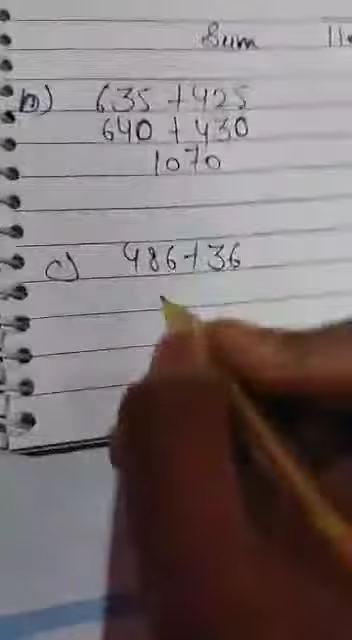 Sum
b) 635 + 425
640 + 430
1070
c) 486 + 36